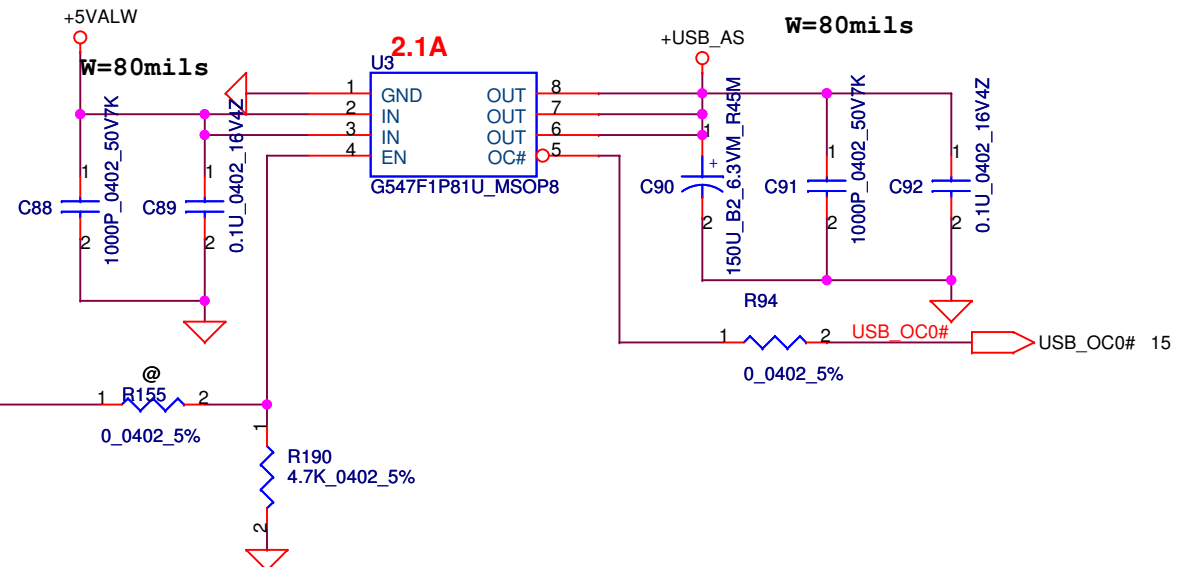 +5VALW
W=80mils
2.1A
U3
+USB_AS
W=80mils
1
GND
OUT
8
2
IN
OUT
7
3
IN
OUT
6
4
EN
OC#
5
G547F1P81U_MSOP8
C88
1
2
1000P_0402_50V7K
C89
1
2
0.1U_0402_16V4Z
C90
1
+
2
150U_B2_6.3VM_R45M
C91
1
2
1000P_0402_50V7K
C92
1
2
0.1U_0402_16V4Z
R94
1
2
0_0402_5%
USB_OC0#
USB_OC0# 15
@
1
R155
2
0_0402_5%
1
R190
4.7K_0402_5%
2